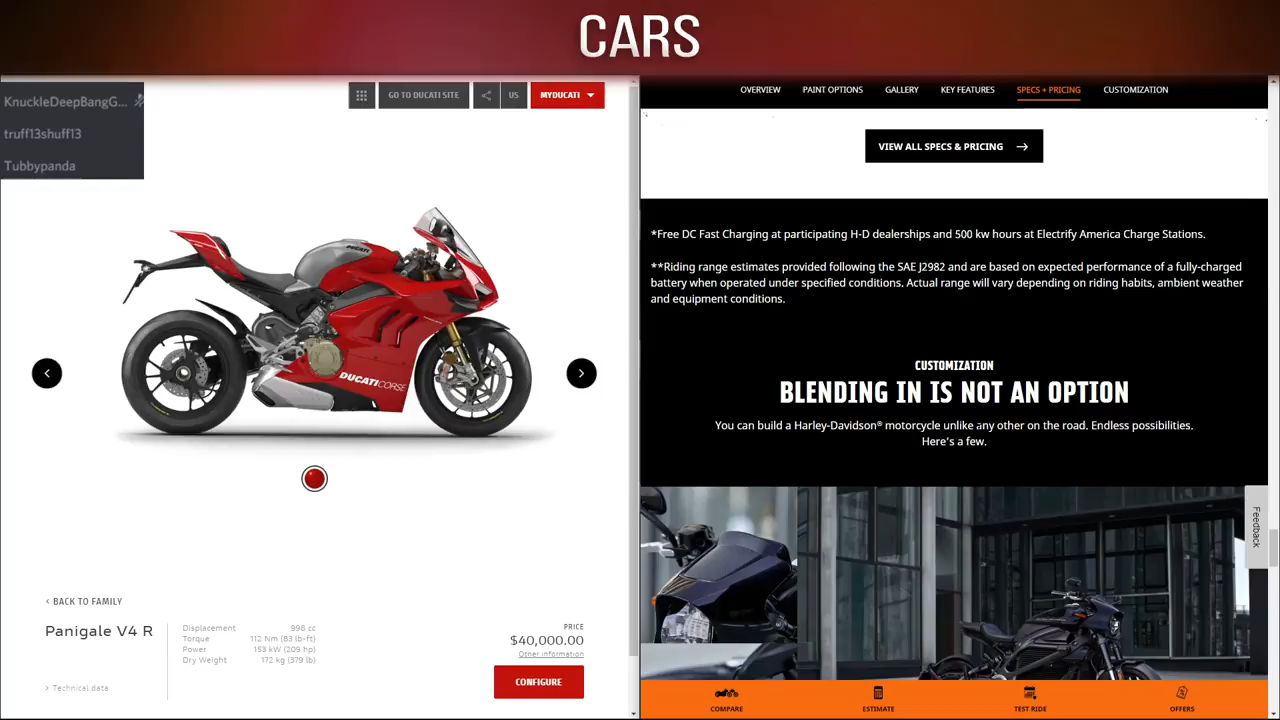 CARS
KnuckleDeepBangG...
truff13shuff13
Tubbypanda
GO TO DUCATI SITE
US
MYDUCATI
DUCATI
DUCATICORSE
< BACK TO FAMILY
Panigale V4 R
Displacement 998 cc
Torque 112 Nm (83 lb-ft)
Power 153 kW (209 hp)
Dry Weight 172 kg (379 lb)
> Technical data
PRICE
$40,000.00
Other information
CONFIGURE
OVERVIEW
PAINT OPTIONS
GALLERY
KEY FEATURES
SPECS + PRICING
CUSTOMIZATION
VIEW ALL SPECS & PRICING →
*Free DC Fast Charging at participating H-D dealerships and 500 kw hours at Electrify America Charge Stations.
**Riding range estimates provided following the SAE J2982 and are based on expected performance of a fully-charged
battery when operated under specified conditions. Actual range will vary depending on riding habits, ambient weather
and equipment conditions.
CUSTOMIZATION
BLENDING IN IS NOT AN OPTION
You can build a Harley-Davidson® motorcycle unlike any other on the road. Endless possibilities.
Here's a few.
Feedback
COMPARE
ESTIMATE
TEST RIDE
OFFERS